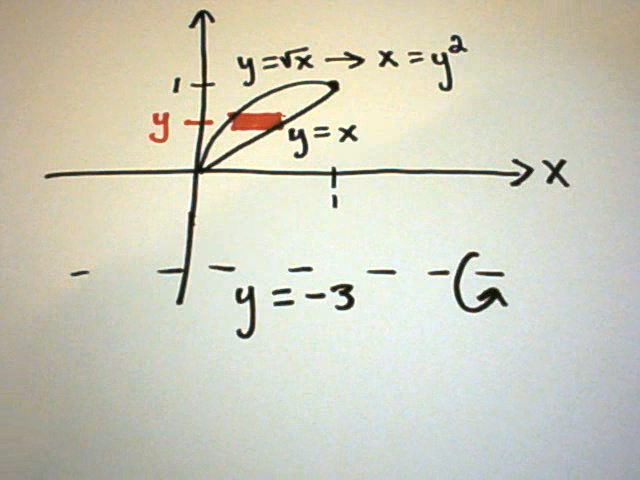 y = √x → x = y²
1
y
y = x
x
1
y = -3